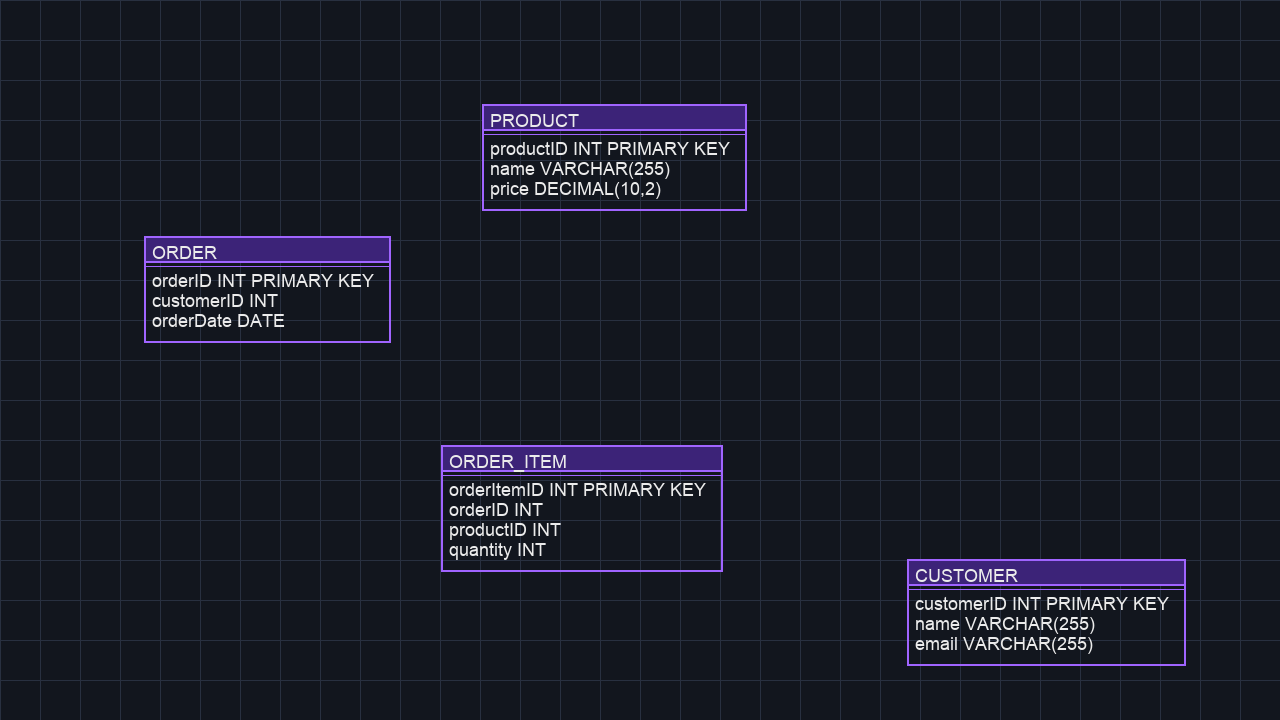 PRODUCT
productID INT PRIMARY KEY
name VARCHAR(255)
price DECIMAL(10,2)
ORDER
orderID INT PRIMARY KEY
customerID INT
orderDate DATE
ORDER_ITEM
orderItemID INT PRIMARY KEY
orderID INT
productID INT
quantity INT
CUSTOMER
customerID INT PRIMARY KEY
name VARCHAR(255)
email VARCHAR(255)